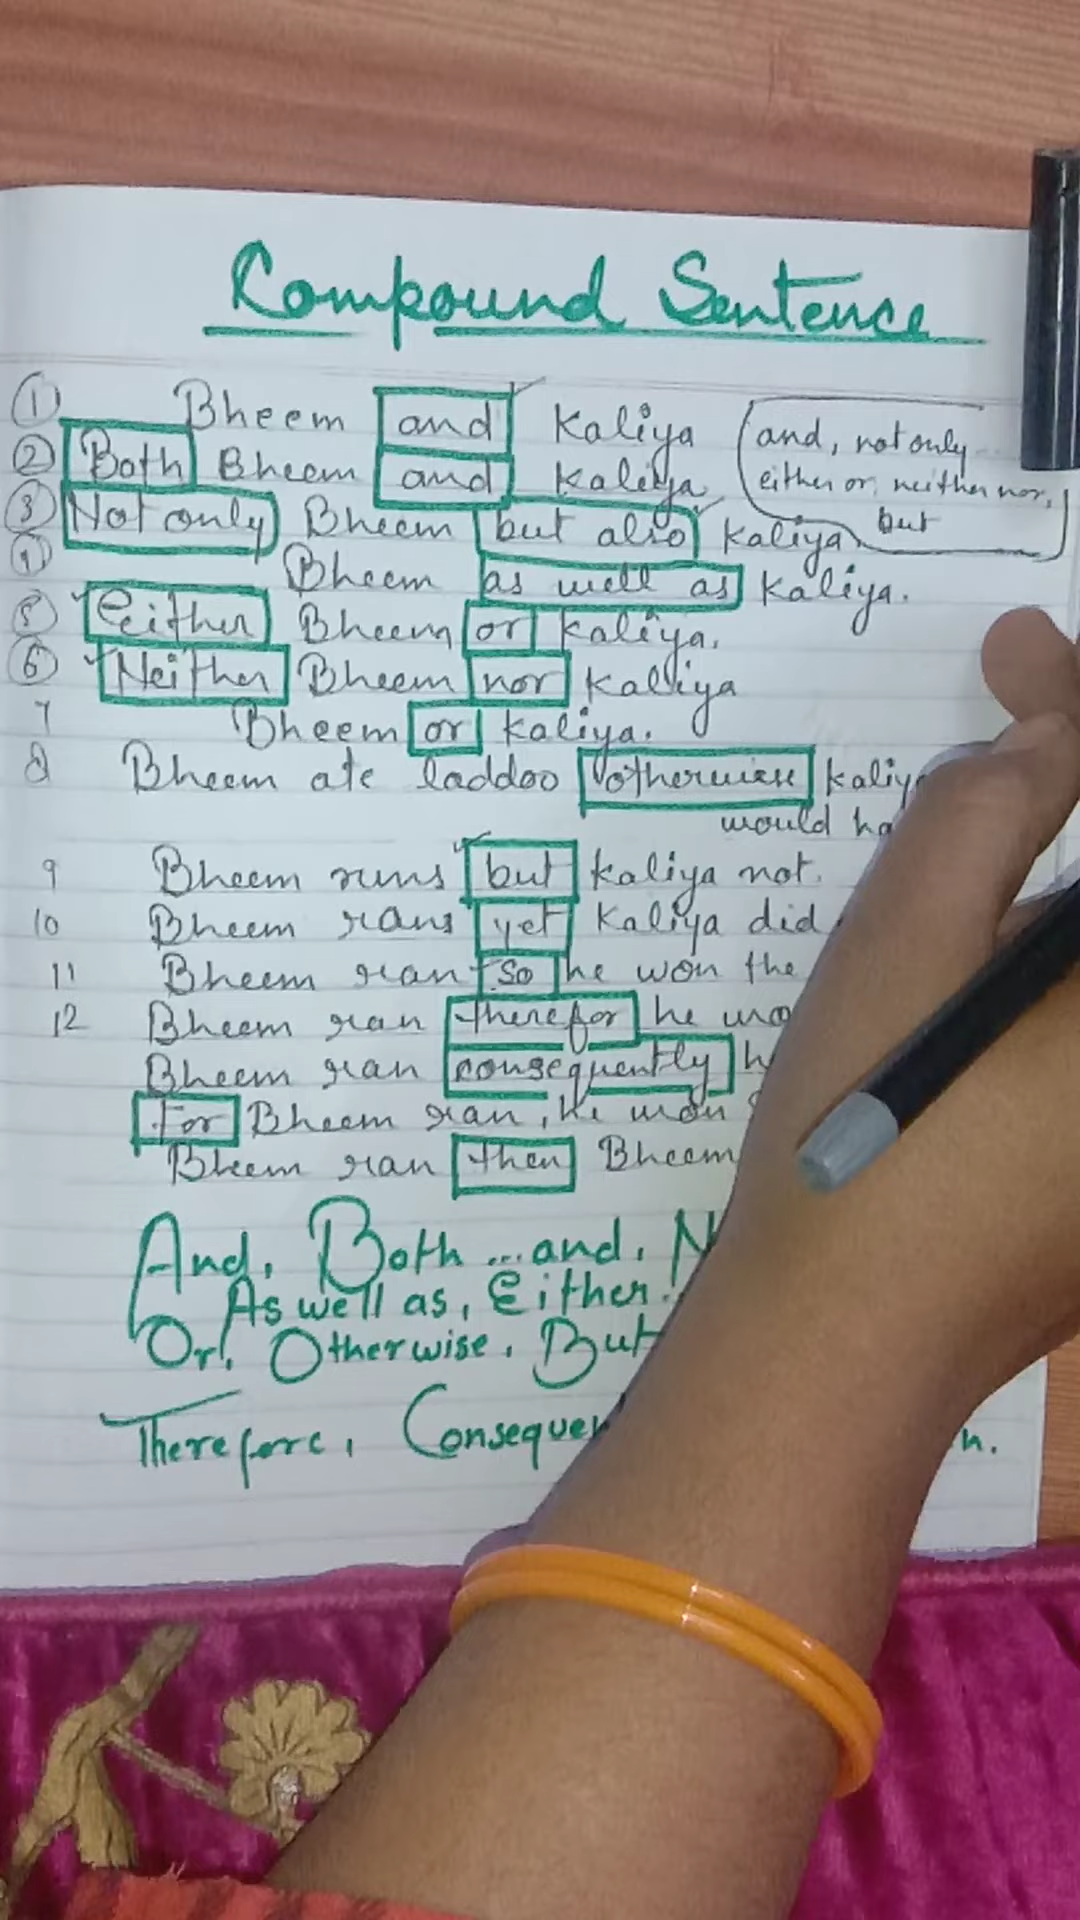 Compound Sentence
① Bheem and Kaliya
② Both Bheem and Kaliya
③ Not only Bheem but also Kaliya
④ Bheem as well as Kaliya.
⑤ Either Bheem or Kaliya.
⑥ Neither Bheem nor Kaliya
7 Bheem or Kaliya.
8 Bheem ate laddoo otherwise
would
9 Bheem runs but Kaliya not.
10 Bheem rans yet Kaliya did
11 Bheem ran so he won the
12 Bheem ran therefor he
Bheem ran consequently
For Bheem ran, he won
Bheem ran then Bheem
and, not only
either or, neither nor,
but
And, Both ...and,
As well as, Either
Or, Otherwise, But
Therefore,